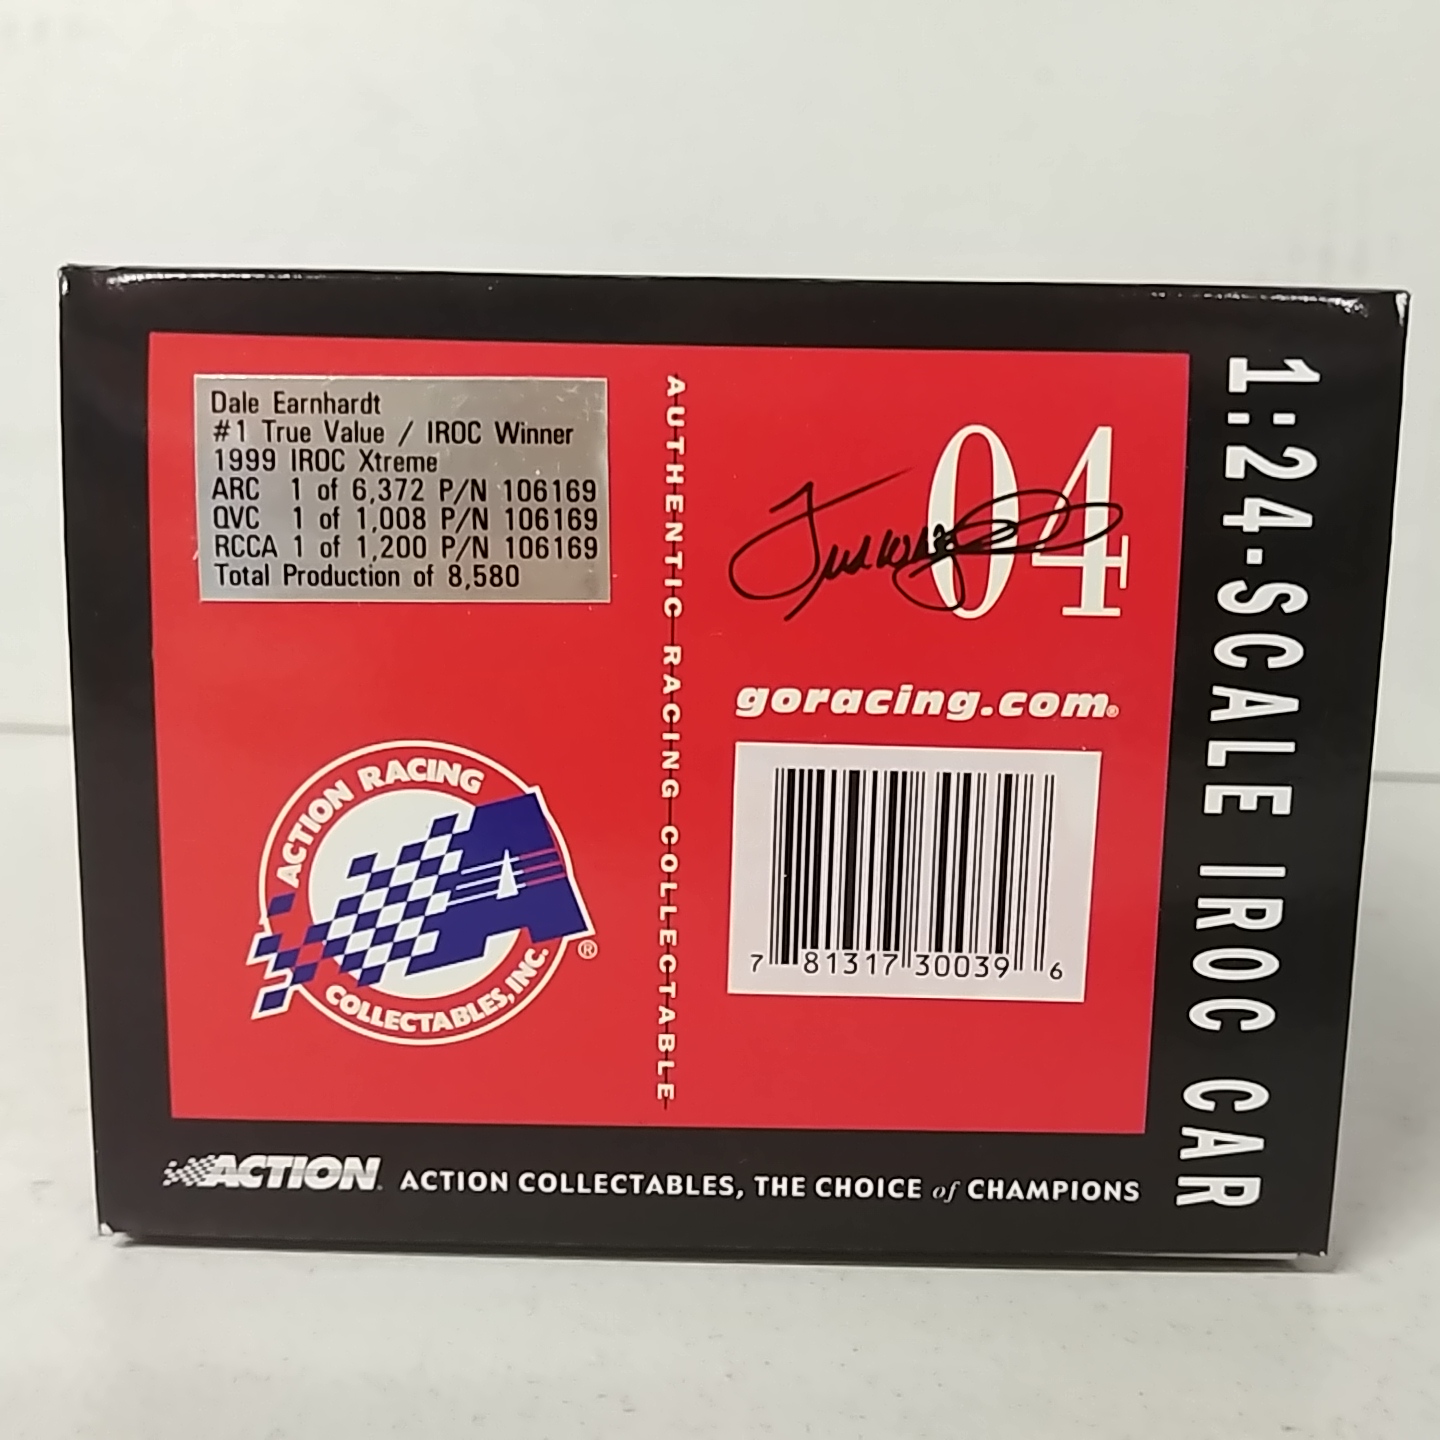 Dale Earnhardt
#1 True Value / IROC Winner
1999 IROC Xtreme
ARC 1 of 6,372 P/N 106169
QVC 1 of 1,008 P/N 106169
RCCA 1 of 1,200 P/N 106169
Total Production of 8,580
AUTHENTIC RACING COLLECTABLE
04
goracing.com®
7 81317 30039 6
ACTION RACING
COLLECTABLES, INC.
®
1:24-SCALE IROC CAR
ACTION® ACTION COLLECTABLES, THE CHOICE of CHAMPIONS